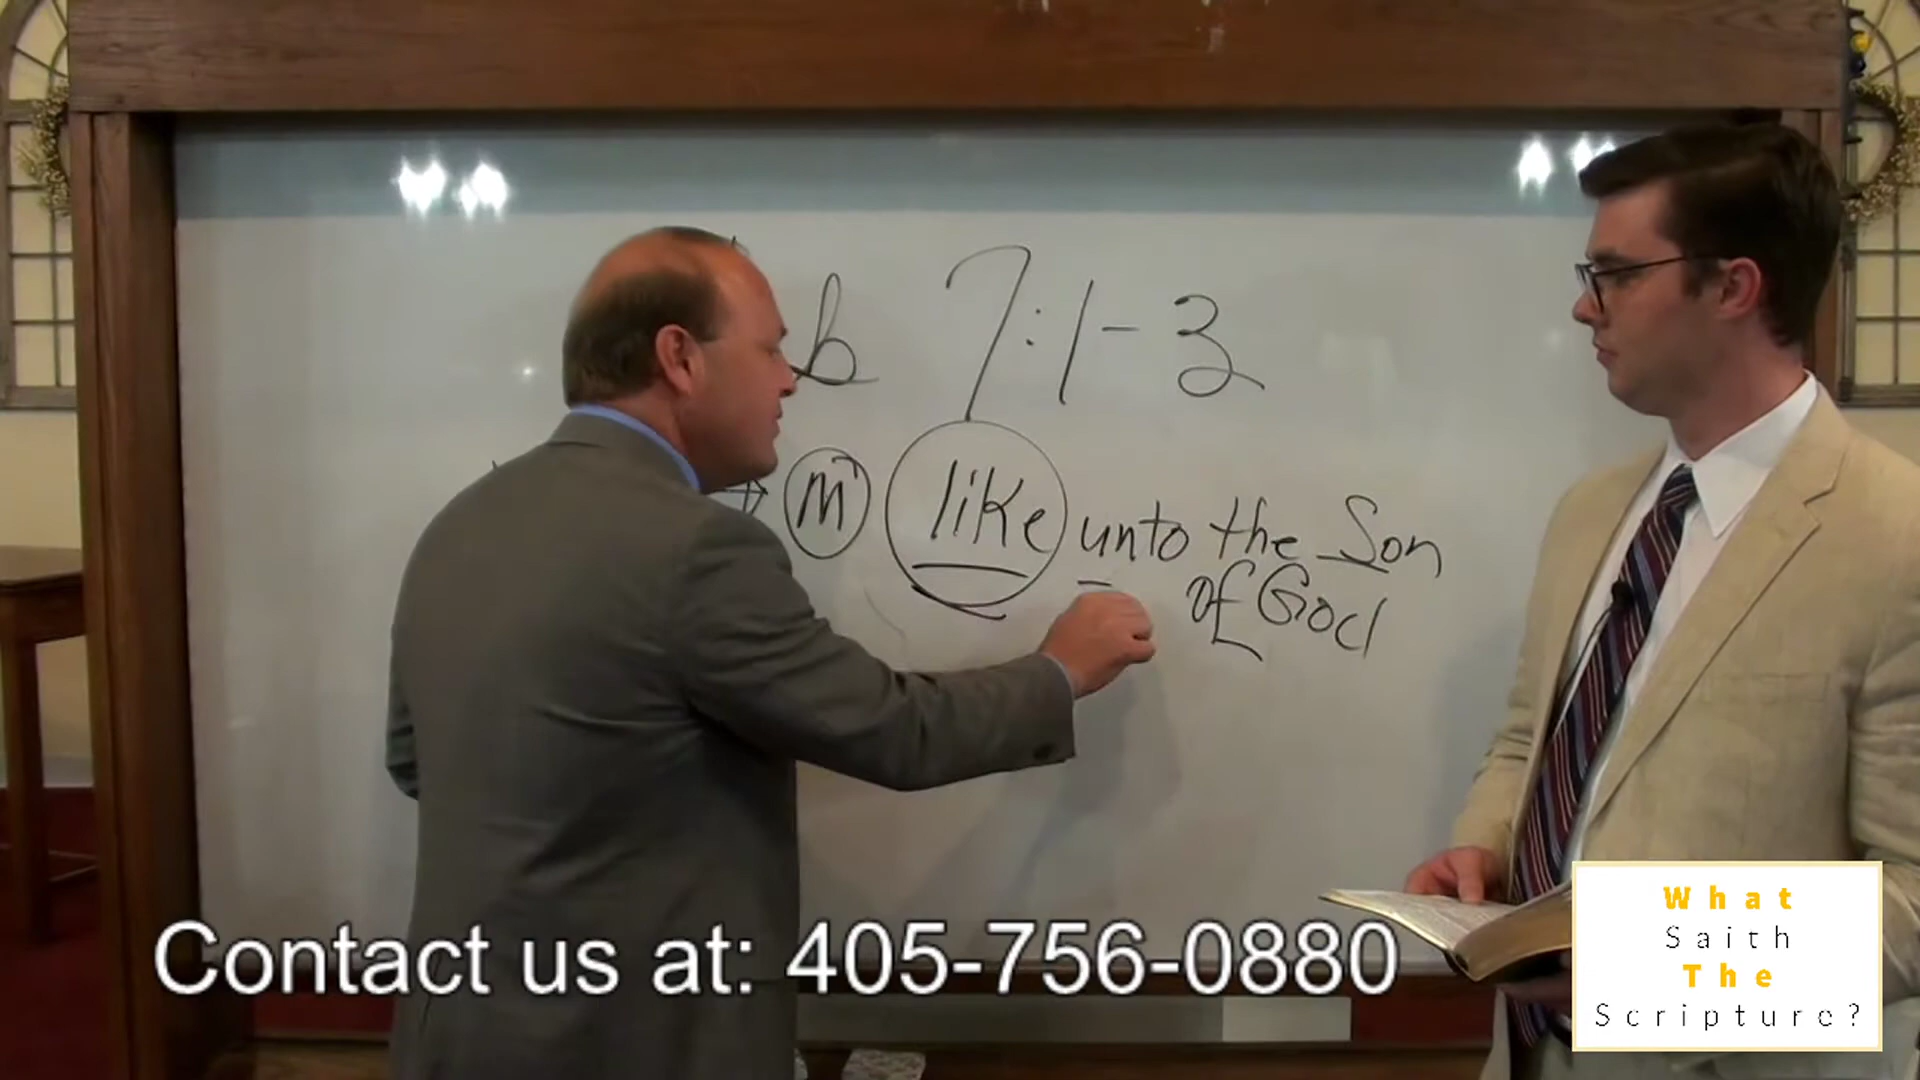 b 7:1-3
M like unto the Son
of God
Contact us at: 405-756-0880
What
Saith
The
Scripture?